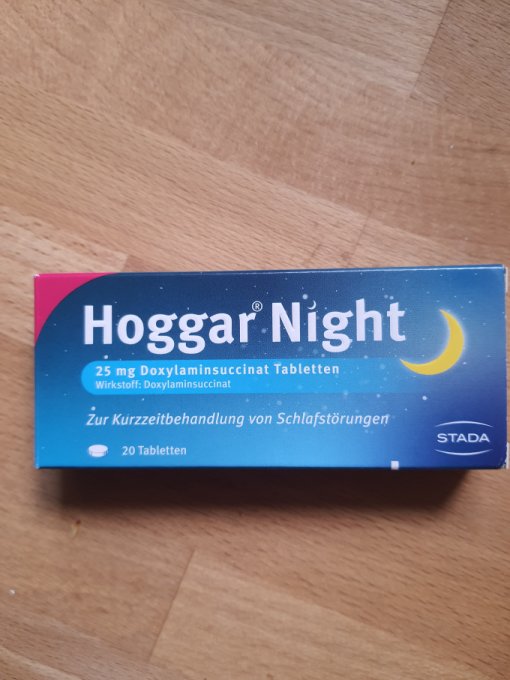 Hoggar® Night
25 mg Doxylaminsuccinat Tabletten
Wirkstoff: Doxylaminsuccinat
Zur Kurzzeitbehandlung von Schlafstörungen
20 Tabletten
STADA